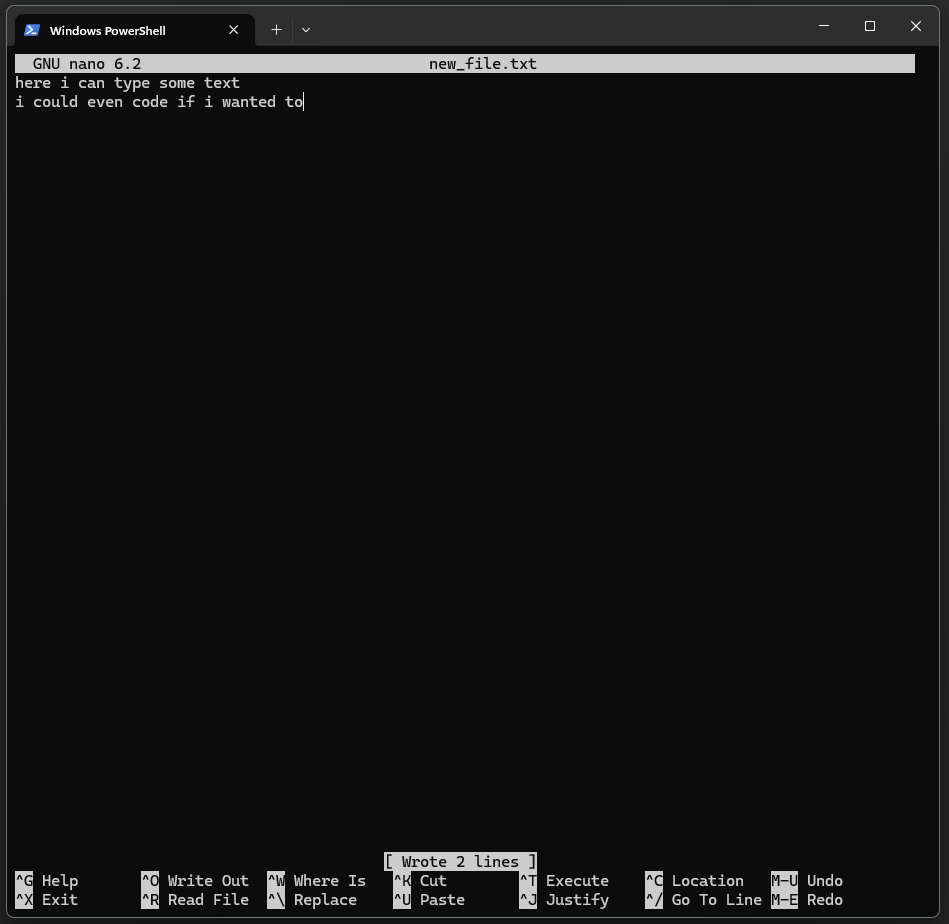 Windows PowerShell
GNU nano 6.2 new_file.txt
here i can type some text
i could even code if i wanted to
[ Wrote 2 lines ]
^G Help ^O Write Out ^W Where Is ^K Cut ^T Execute ^C Location M-U Undo
^X Exit ^R Read File ^\ Replace ^U Paste ^J Justify ^/ Go To Line M-E Redo